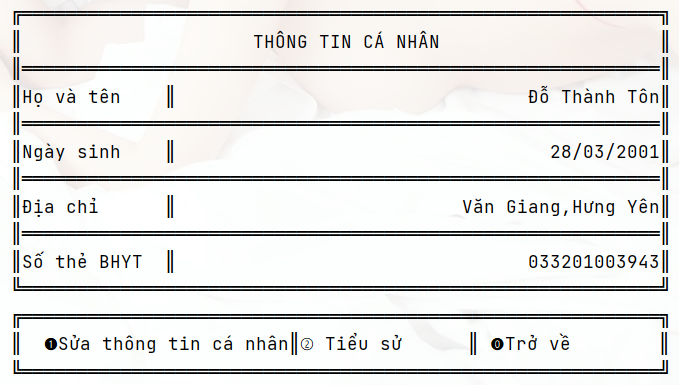 THÔNG TIN CÁ NHÂN
Họ và tên Đỗ Thành Tôn
Ngày sinh 28/03/2001
Địa chỉ Văn Giang,Hưng Yên
Số thẻ BHYT 033201003943
❶Sửa thông tin cá nhân ② Tiểu sử ⓿Trở về